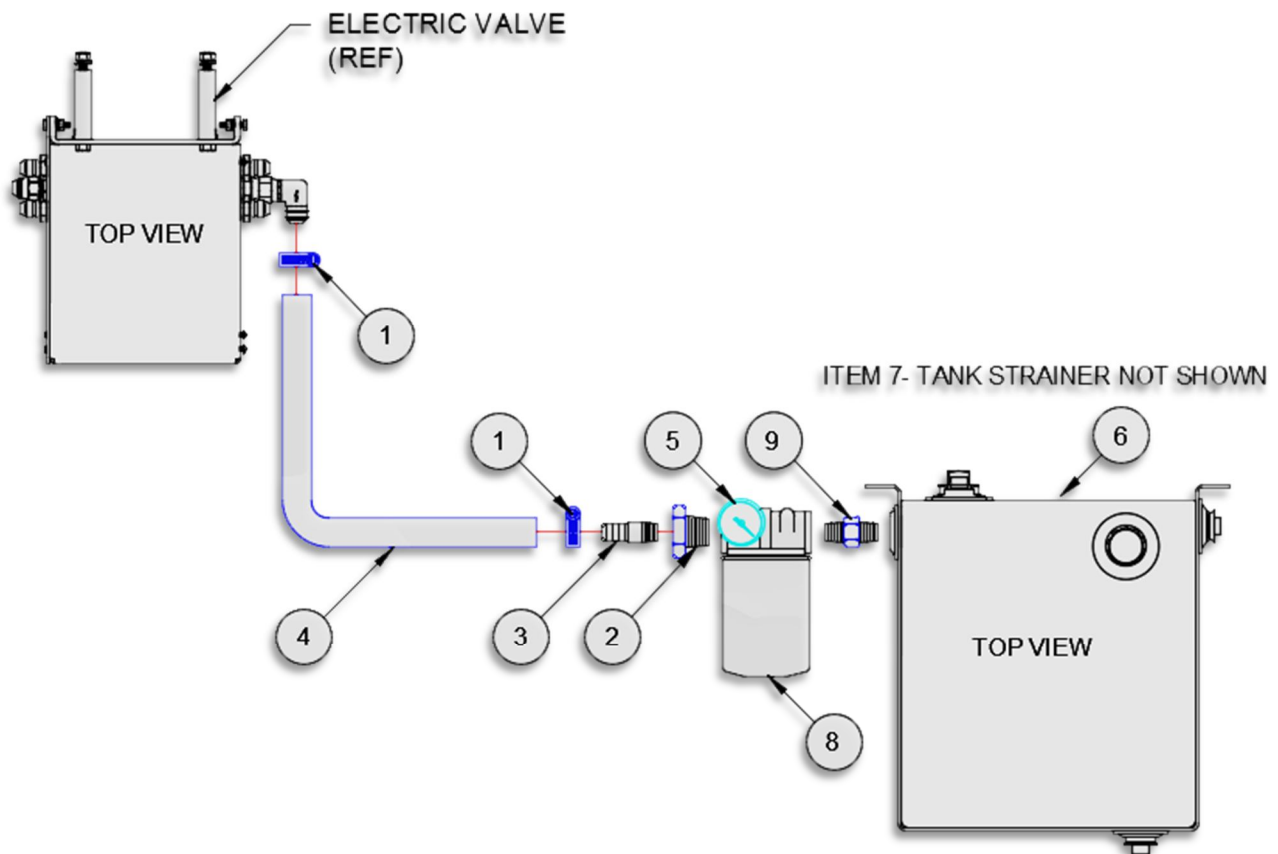 ELECTRIC VALVE
(REF)
TOP VIEW
1
ITEM 7- TANK STRAINER NOT SHOWN
1
5
9
6
4
3
2
TOP VIEW
8